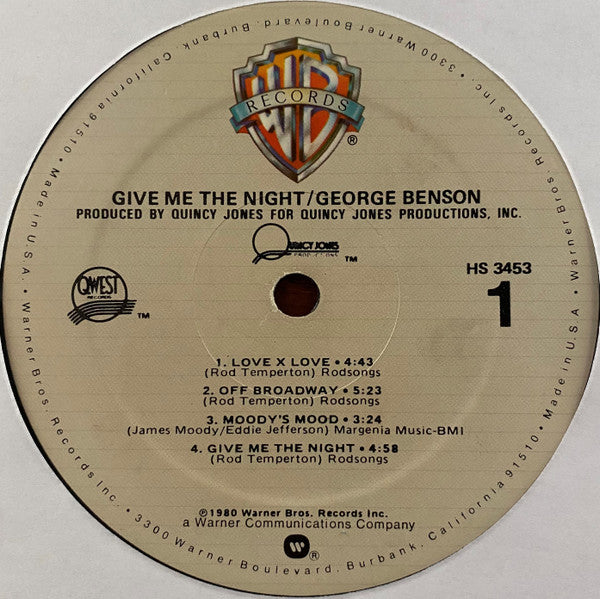 WB
RECORDS
®
GIVE ME THE NIGHT/GEORGE BENSON
PRODUCED BY QUINCY JONES FOR QUINCY JONES PRODUCTIONS, INC.
QUINCY JONES
PRODUCTIONS
TM
QWEST
RECORDS
TM
HS 3453
1
1. LOVE X LOVE • 4:43
(Rod Temperton) Rodsongs
2. OFF BROADWAY • 5:23
(Rod Temperton) Rodsongs
3. MOODY'S MOOD • 3:24
(James Moody/Eddie Jefferson) Margenia Music-BMI
4. GIVE ME THE NIGHT • 4:58
(Rod Temperton) Rodsongs
℗1980 Warner Bros. Records Inc.
a Warner Communications Company
W®
Warner Bros. Records Inc. • 3300 Warner Boulevard, Burbank, California 91510 • Made in U.S.A. •
Warner Bros. Records Inc. • 3300 Warner Boulevard, Burbank, California 91510 • Made in U.S.A. •